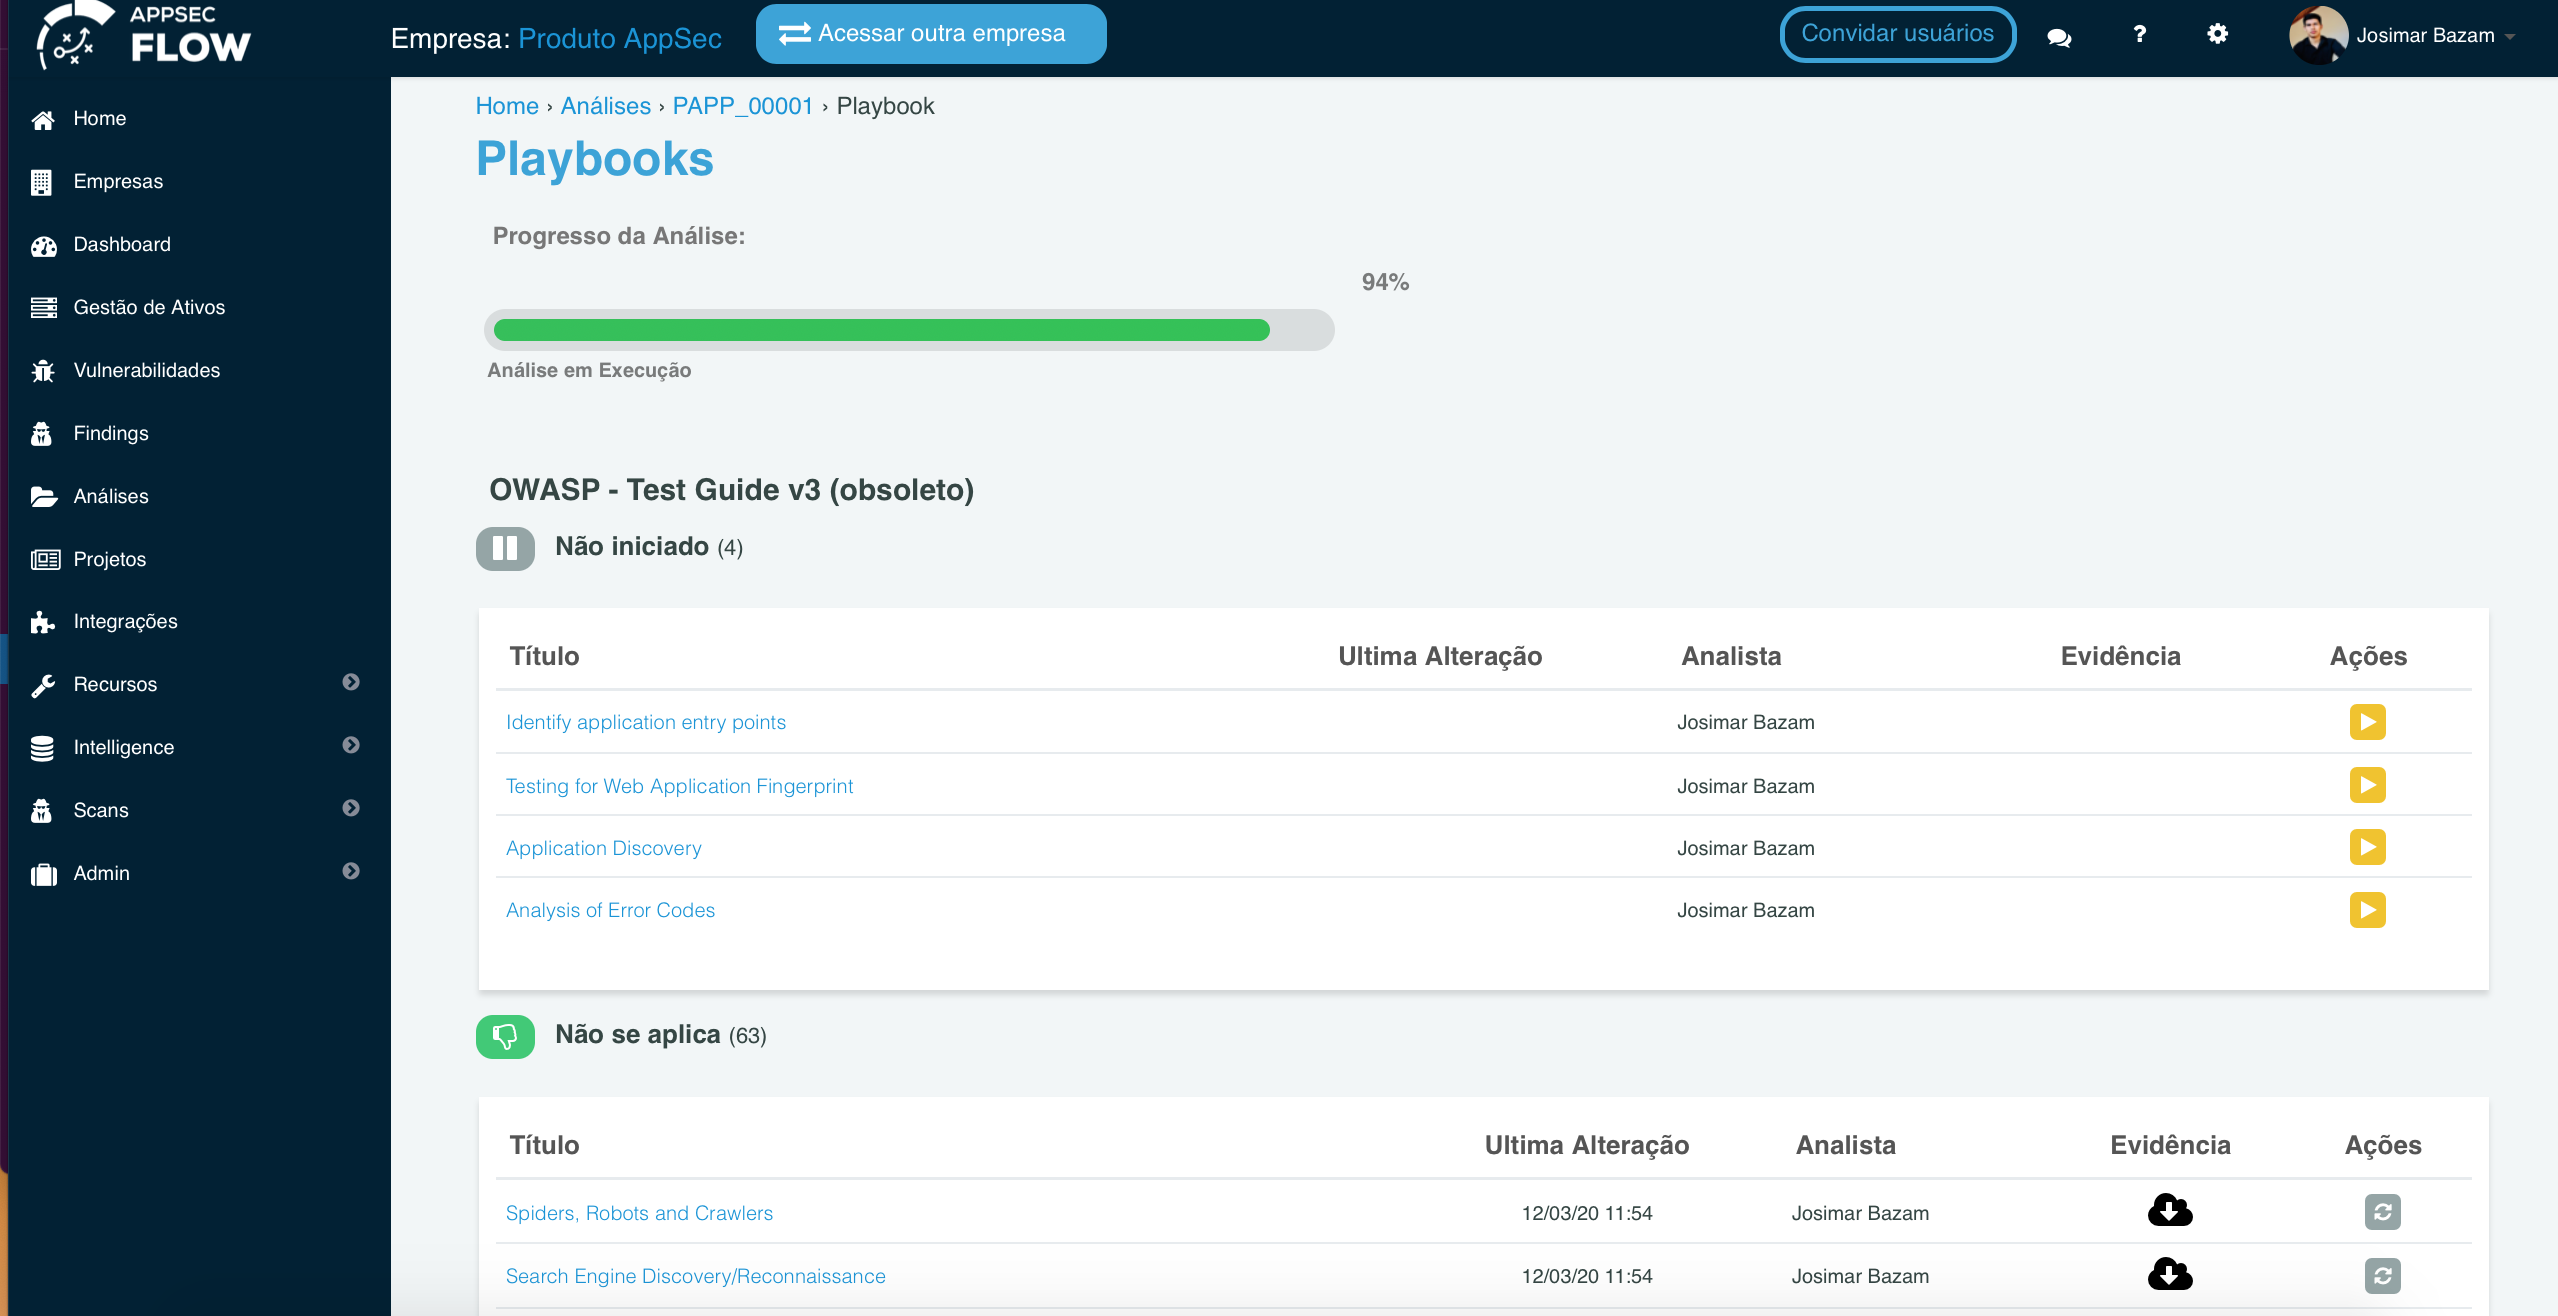 APPSEC
FLOW
Empresa: Produto AppSec
Acessar outra empresa
Convidar usuários
?
Josimar Bazam
Home
Empresas
Dashboard
Gestão de Ativos
Vulnerabilidades
Findings
Análises
Projetos
Integrações
Recursos
Intelligence
Scans
Admin
Home › Análises › PAPP_00001 › Playbook
Playbooks
Progresso da Análise:
94%
Análise em Execução
OWASP - Test Guide v3 (obsoleto)
Não iniciado (4)
Título Ultima Alteração Analista Evidência Ações
Identify application entry points Josimar Bazam
Testing for Web Application Fingerprint Josimar Bazam
Application Discovery Josimar Bazam
Analysis of Error Codes Josimar Bazam
Não se aplica (63)
Título Ultima Alteração Analista Evidência Ações
Spiders, Robots and Crawlers 12/03/20 11:54 Josimar Bazam
Search Engine Discovery/Reconnaissance 12/03/20 11:54 Josimar Bazam